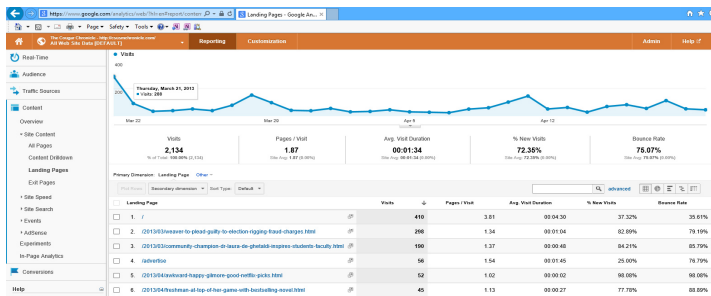 https://www.google.com/analytics/web/?hl=en#report/conten
Landing Pages - Google An...
Page Safety Tools
The Cougar Chronicle - http://
All Web Site Data [DEFAULT]
Reporting Customization Admin Help
Real-Time
Audience
Traffic Sources
Content
Overview
Site Content
All Pages
Content Drilldown
Landing Pages
Exit Pages
Site Speed
Site Search
Events
AdSense
Experiments
In-Page Analytics
Conversions
Help
Visits
400
200
Thursday, March 21, 2013
Visits: 286
Mar 22 Mar 29 Apr 5 Apr 12
Visits Pages / Visit Avg. Visit Duration % New Visits Bounce Rate
2,134 1.87 00:01:34 72.35% 75.07%
% of Total: 100.00% (2,134) Site Avg: 1.87 (0.00%) Site Avg: 00:01:34 (0.00%) Site Avg: 72.26% Site Avg: 75.07% (0.00%)
Primary Dimension: Landing Page Other
Plot Rows Secondary dimension Sort Type: Default advanced
Landing Page Visits Pages / Visit Avg. Visit Duration % New Visits Bounce Rate
1. / 410 3.81 00:04:30 37.32% 35.61%
2. /2013/03/weaver-to-plead-guilty-to-election-rigging-fraud-charges.html 298 1.34 00:01:04 82.89% 79.19%
3. /2013/03/community-champion-dr-laura-de-ghetaldi-inspires-students-faculty.html 190 1.37 00:00:48 84.21% 85.79%
4. /advertise 56 1.54 00:01:45 25.00% 76.79%
5. /2013/04/awkward-happy-gilmore-good-netflix-picks.html 52 1.02 00:00:02 98.08% 98.08%
6. /2013/04/freshman-at-top-of-her-game-with-bestselling-novel.html 45 1.13 00:00:27 77.78% 88.89%